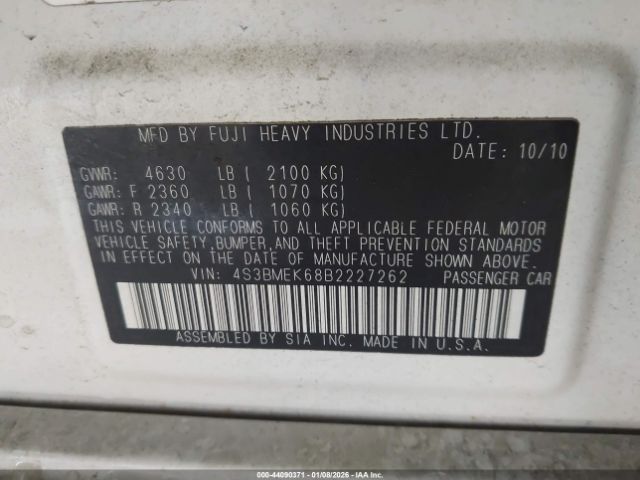 MFD BY FUJI HEAVY INDUSTRIES LTD.
DATE: 10/10
GVWR: 4630 LB ( 2100 KG)
GAWR: F 2360 LB ( 1070 KG)
GAWR: R 2340 LB ( 1060 KG)
THIS VEHICLE CONFORMS TO ALL APPLICABLE FEDERAL MOTOR
VEHICLE SAFETY, BUMPER, AND THEFT PREVENTION STANDARDS
IN EFFECT ON THE DATE OF MANUFACTURE SHOWN ABOVE.
VIN: 4S3BMEK68B2227262 PASSENGER CAR
ASSEMBLED BY SIA INC. MADE IN U.S.A.
000-44090371 - 01/08/2026 - IAA Inc.